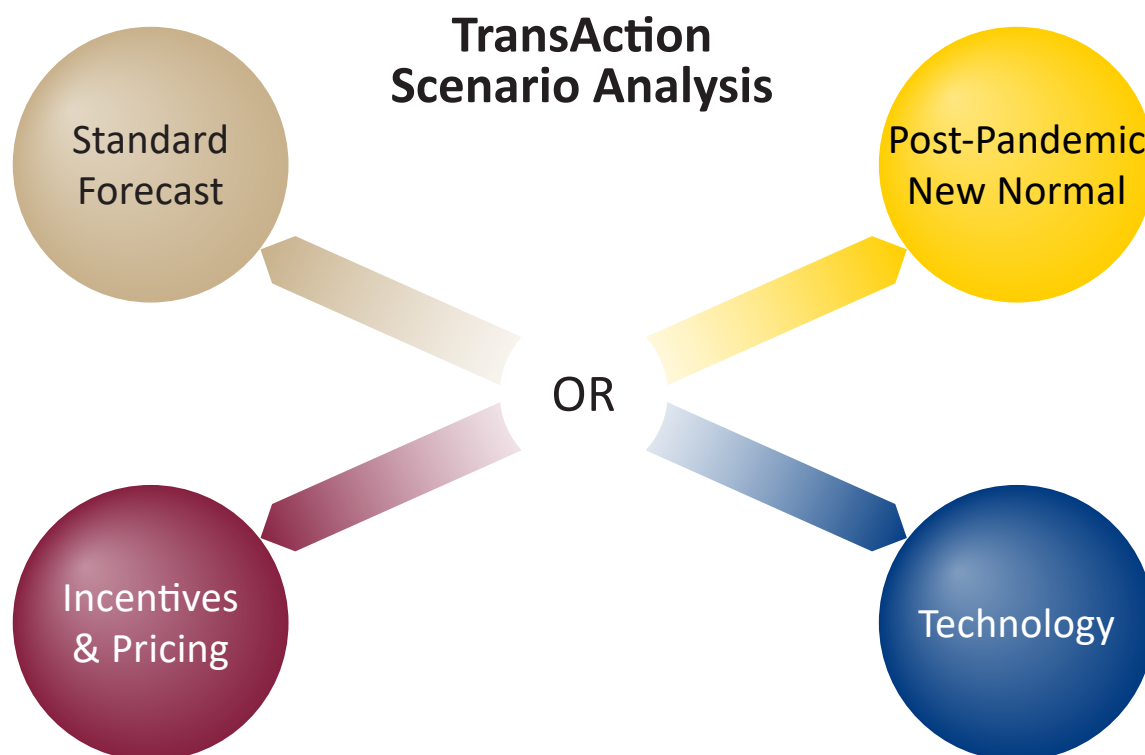 TransAction
Scenario Analysis
Standard
Forecast
Post-Pandemic
New Normal
OR
Incentives
& Pricing
Technology